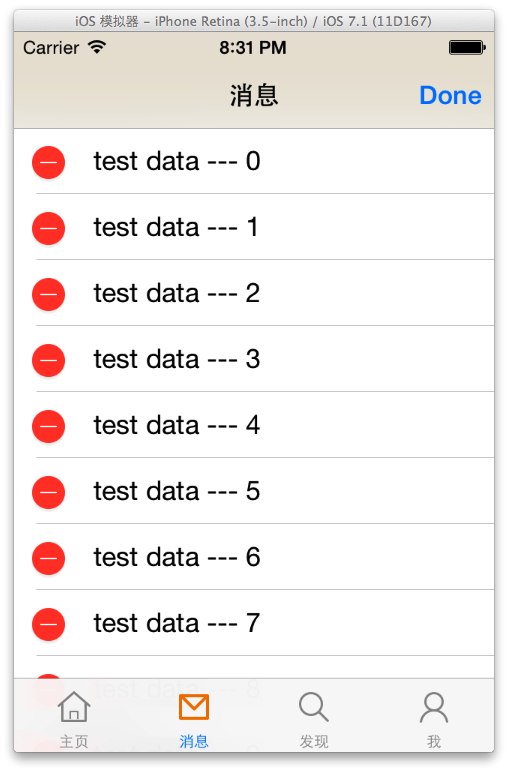 iOS 模拟器 - iPhone Retina (3.5-inch) / iOS 7.1 (11D167)
Carrier 8:31 PM
消息 Done
test data --- 0
test data --- 1
test data --- 2
test data --- 3
test data --- 4
test data --- 5
test data --- 6
test data --- 7
test data --- 8
主页 消息 发现 我